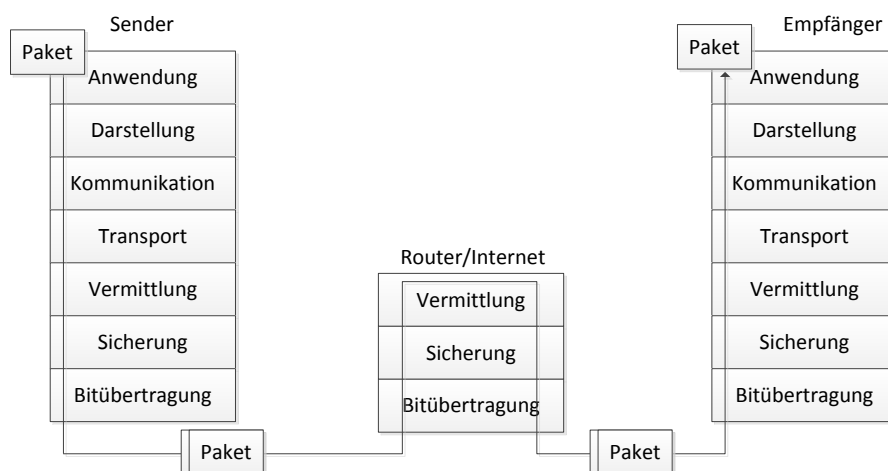 Sender
Paket
Anwendung
Darstellung
Kommunikation
Transport
Vermittlung
Sicherung
Bitübertragung
Paket
Router/Internet
Vermittlung
Sicherung
Bitübertragung
Paket
Empfänger
Paket
Anwendung
Darstellung
Kommunikation
Transport
Vermittlung
Sicherung
Bitübertragung